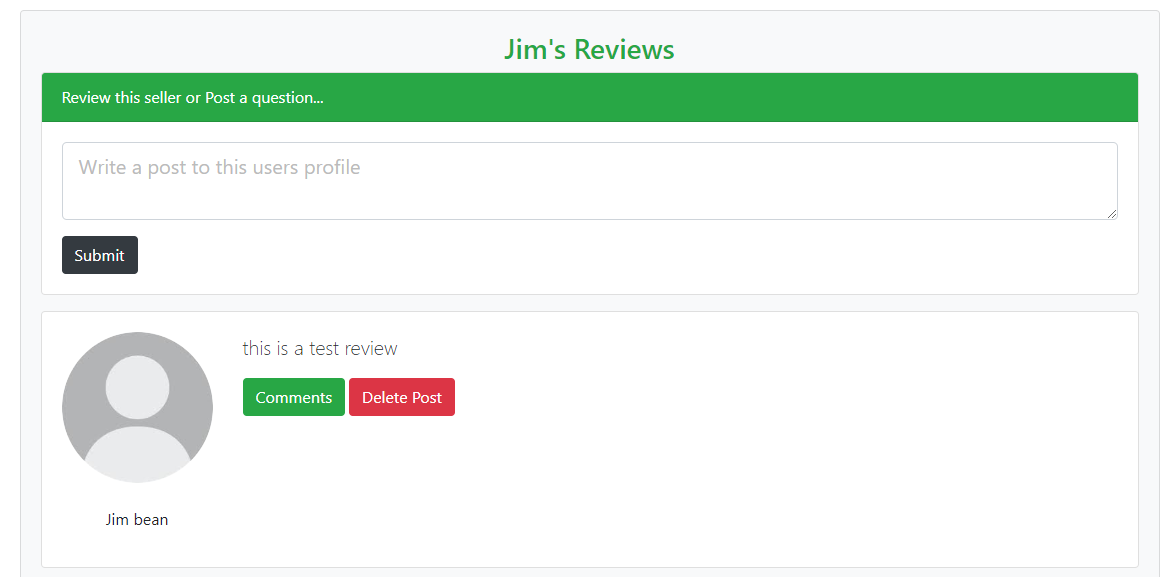 Jim's Reviews
Review this seller or Post a question...
Write a post to this users profile
Submit
this is a test review
Comments Delete Post
Jim bean